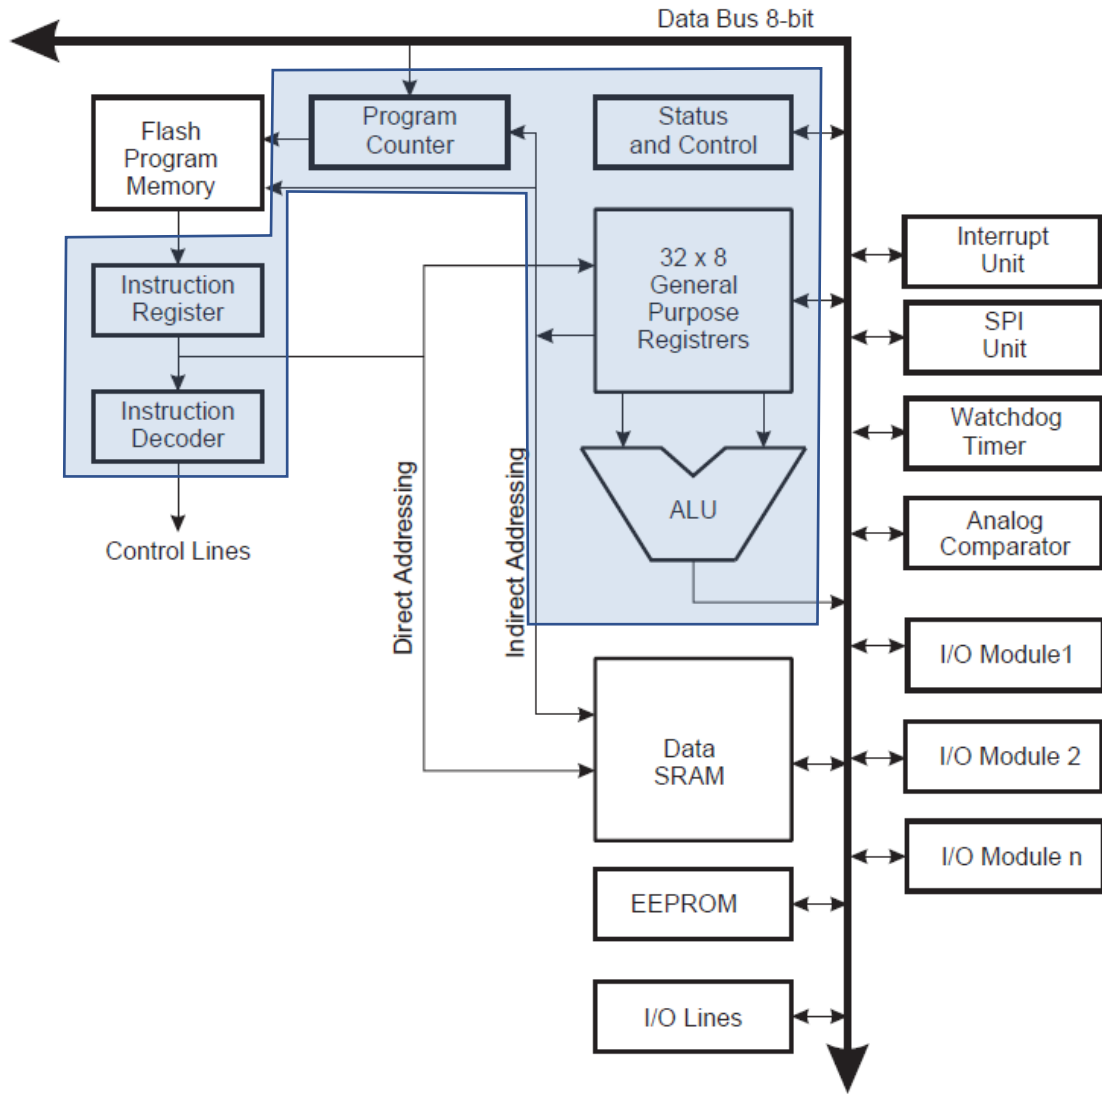 Data Bus 8-bit
Flash
Program
Memory
Program
Counter
Status
and Control
Instruction
Register
32 x 8
General
Purpose
Registrers
Interrupt
Unit
SPI
Unit
Instruction
Decoder
Watchdog
Timer
Control Lines
Direct Addressing
Indirect Addressing
ALU
Analog
Comparator
I/O Module1
Data
SRAM
I/O Module 2
I/O Module n
EEPROM
I/O Lines